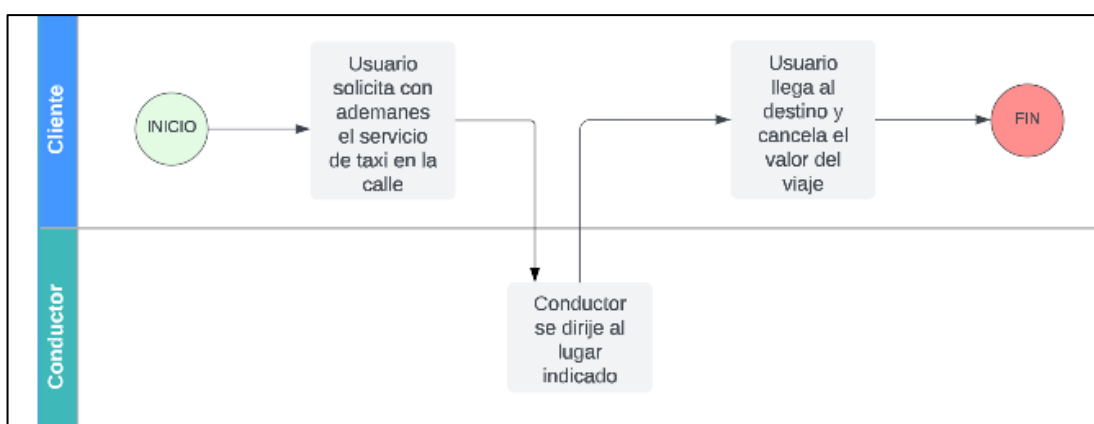 Cliente
INICIO
Usuario
solicita con
ademanes
el servicio
de taxi en la
calle
Usuario
llega al
destino y
cancela el
valor del
viaje
FIN
Conductor
Conductor
se dirije al
lugar
indicado